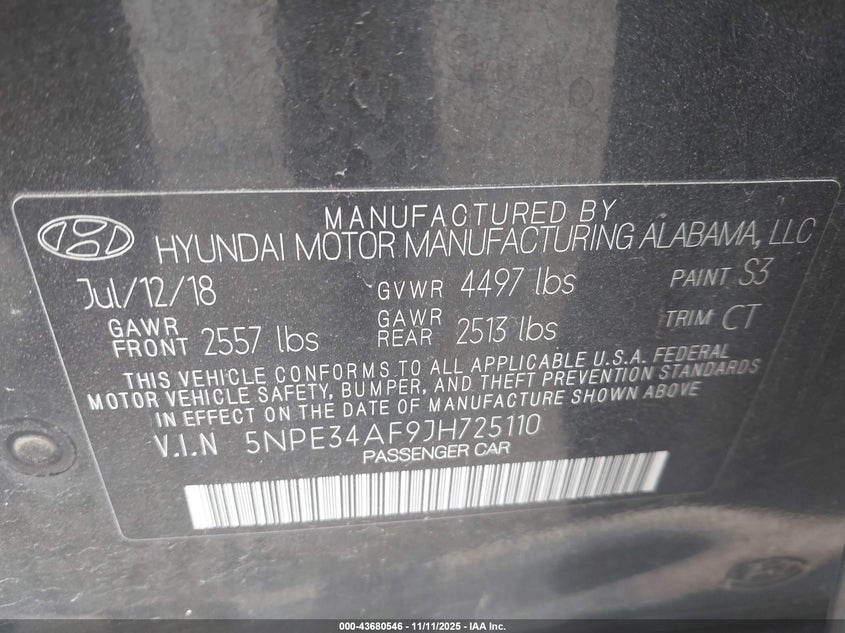 MANUFACTURED BY
HYUNDAI MOTOR MANUFACTURING ALABAMA, LLC
Jul/12/18 GVWR 4497 lbs PAINT S3
GAWR FRONT 2557 lbs GAWR REAR 2513 lbs TRIM CT
THIS VEHICLE CONFORMS TO ALL APPLICABLE U.S.A. FEDERAL
MOTOR VEHICLE SAFETY, BUMPER, AND THEFT PREVENTION STANDARDS
IN EFFECT ON THE DATE OF MANUFACTURE SHOWN ABOVE
V.I.N 5NPE34AF9JH725110
PASSENGER CAR
000-43680546 - 11/11/2025 - IAA Inc.